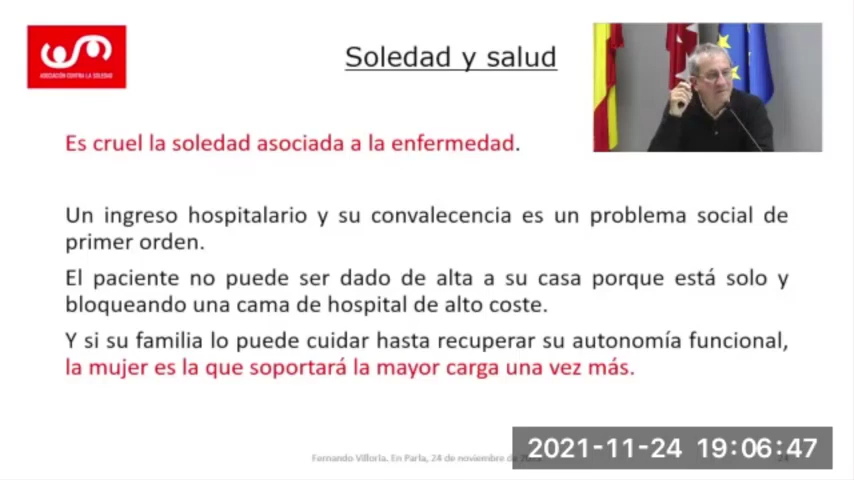 ASOCIACIÓN CONTRA LA SOLEDAD
Soledad y salud
Es cruel la soledad asociada a la enfermedad.
Un ingreso hospitalario y su convalecencia es un problema social de
primer orden.
El paciente no puede ser dado de alta a su casa porque está solo y
bloqueando una cama de hospital de alto coste.
Y si su familia lo puede cuidar hasta recuperar su autonomía funcional,
la mujer es la que soportará la mayor carga una vez más.
Fernando Villoria. En Parla, 24 de noviembre de
2021-11-24 19:06:47